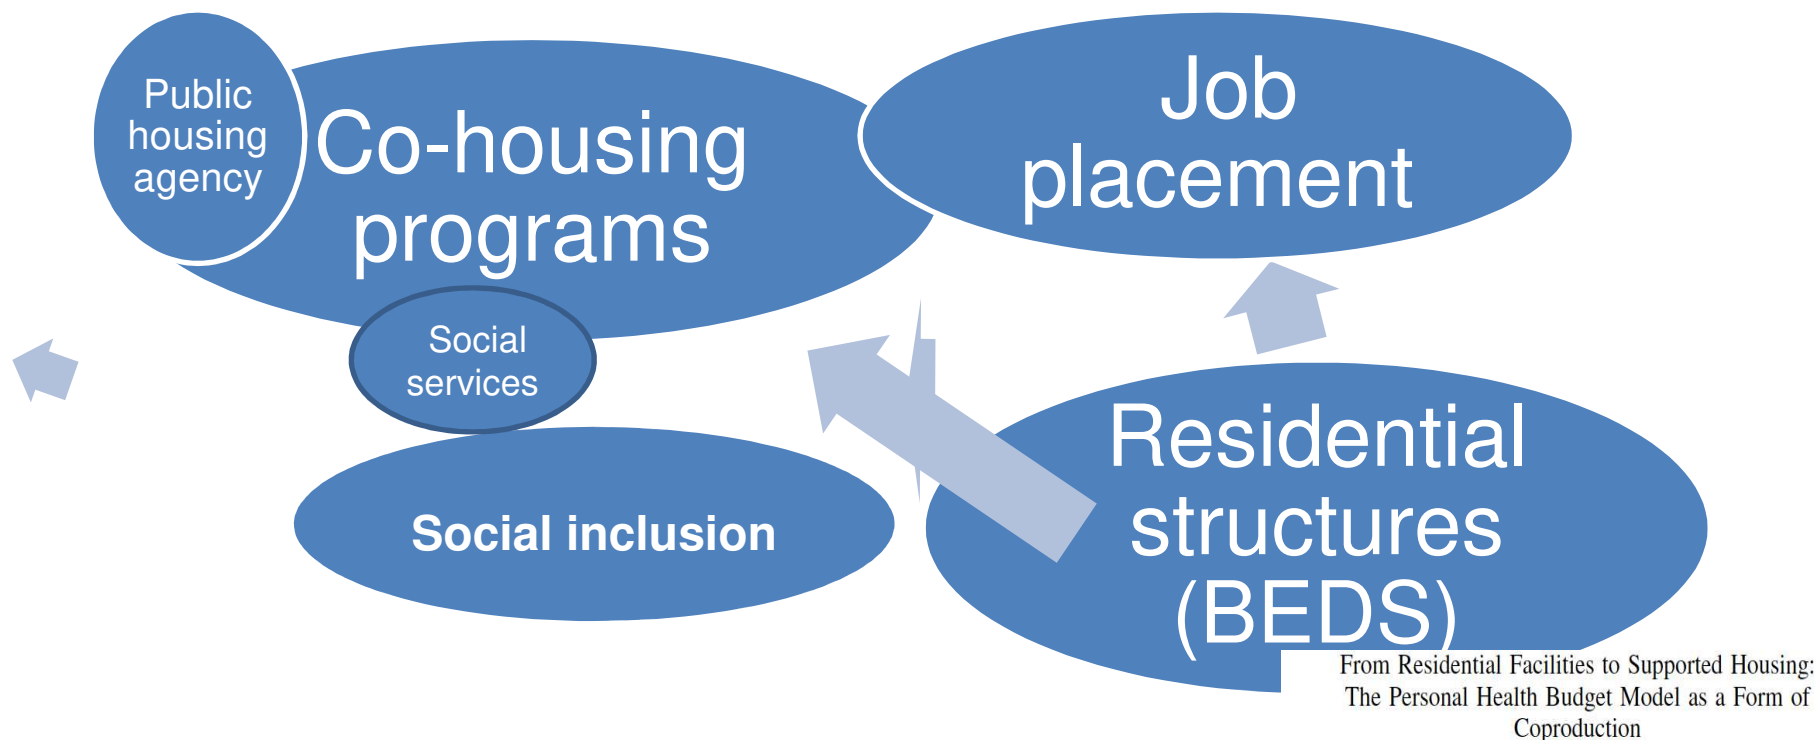 Public
housing
agency
Co-housing
programs
Job
placement
Social
services
Social inclusion
Residential
structures
(BEDS)
From Residential Facilities to Supported Housing:
The Personal Health Budget Model as a Form of
Coproduction